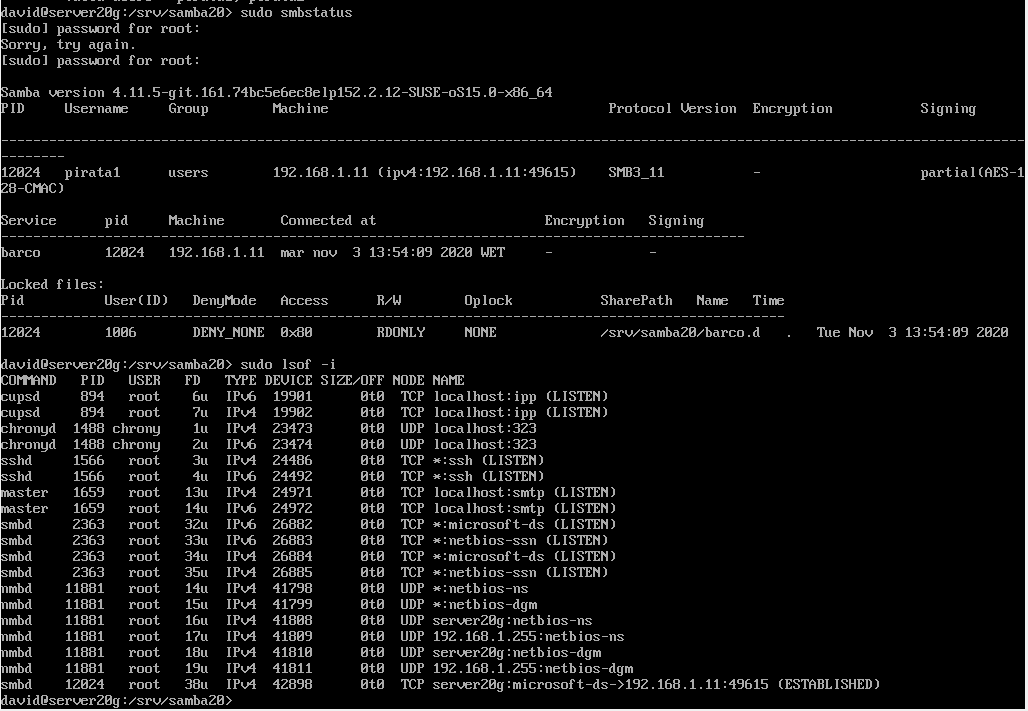 david@server20g:/srv/samba20> sudo smbstatus
[sudo] password for root:
Sorry, try again.
[sudo] password for root:
Samba version 4.11.5-git.161.74bc5e6ec8elp152.2.12-SUSE-oS15.0-x86_64
PID     Username     Group        Machine                                   Protocol Version  Encryption           Signing
--------------------------------------------------------------------------------------------------------------------------------
--------
12024   pirata1      users        192.168.1.11 (ipv4:192.168.1.11:49615)    SMB3_11           -                    partial(AES-1
28-CMAC)
Service      pid     Machine       Connected at                     Encryption   Signing
---------------------------------------------------------------------------------------------
barco        12024   192.168.1.11  mar nov  3 13:54:09 2020 WET     -            -
Locked files:
Pid          User(ID)   DenyMode   Access      R/W        Oplock           SharePath   Name   Time
--------------------------------------------------------------------------------------------------
12024        1006       DENY_NONE  0x80        RDONLY     NONE             /srv/samba20/barco.d   .   Tue Nov  3 13:54:09 2020
david@server20g:/srv/samba20> sudo lsof -i
COMMAND   PID   USER   FD   TYPE DEVICE SIZE/OFF NODE NAME
cupsd     894   root    6u  IPv6  19901      0t0  TCP localhost:ipp (LISTEN)
cupsd     894   root    7u  IPv4  19902      0t0  TCP localhost:ipp (LISTEN)
chronyd  1488 chrony    1u  IPv4  23473      0t0  UDP localhost:323
chronyd  1488 chrony    2u  IPv6  23474      0t0  UDP localhost:323
sshd     1566   root    3u  IPv4  24486      0t0  TCP *:ssh (LISTEN)
sshd     1566   root    4u  IPv6  24492      0t0  TCP *:ssh (LISTEN)
master   1659   root   13u  IPv4  24971      0t0  TCP localhost:smtp (LISTEN)
master   1659   root   14u  IPv6  24972      0t0  TCP localhost:smtp (LISTEN)
smbd     2363   root   32u  IPv6  26882      0t0  TCP *:microsoft-ds (LISTEN)
smbd     2363   root   33u  IPv6  26883      0t0  TCP *:netbios-ssn (LISTEN)
smbd     2363   root   34u  IPv4  26884      0t0  TCP *:microsoft-ds (LISTEN)
smbd     2363   root   35u  IPv4  26885      0t0  TCP *:netbios-ssn (LISTEN)
nmbd    11881   root   14u  IPv4  41798      0t0  UDP *:netbios-ns
nmbd    11881   root   15u  IPv4  41799      0t0  UDP *:netbios-dgm
nmbd    11881   root   16u  IPv4  41808      0t0  UDP server20g:netbios-ns
nmbd    11881   root   17u  IPv4  41809      0t0  UDP 192.168.1.255:netbios-ns
nmbd    11881   root   18u  IPv4  41810      0t0  UDP server20g:netbios-dgm
nmbd    11881   root   19u  IPv4  41811      0t0  UDP 192.168.1.255:netbios-dgm
smbd    12024   root   38u  IPv4  42898      0t0  TCP server20g:microsoft-ds->192.168.1.11:49615 (ESTABLISHED)
david@server20g:/srv/samba20>